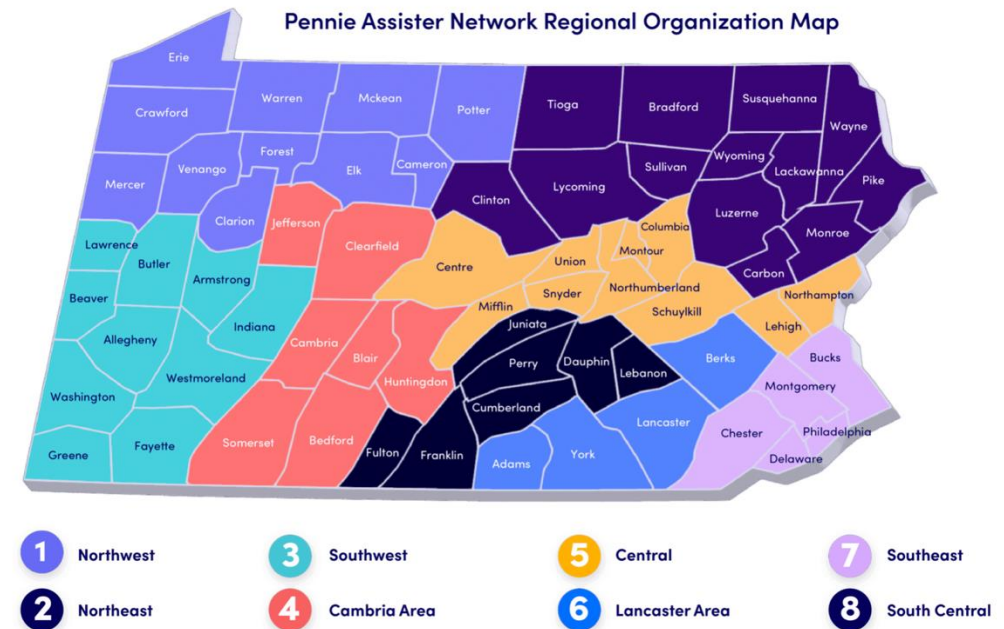 Pennie Assister Network Regional Organization Map
Erie
Warren
Mckean
Potter
Tioga
Bradford
Susquehanna
Wayne
Crawford
Forest
Venango
Elk
Cameron
Mercer
Clarion
Jefferson
Clearfield
Clinton
Lycoming
Sullivan
Wyoming
Lackawanna
Pike
Luzerne
Monroe
Carbon
Lawrence
Butler
Armstrong
Beaver
Indiana
Allegheny
Westmoreland
Washington
Greene
Fayette
Centre
Union
Montour
Columbia
Snyder
Northumberland
Mifflin
Schuylkill
Northampton
Lehigh
Cambria
Blair
Huntingdon
Somerset
Bedford
Juniata
Perry
Dauphin
Lebanon
Cumberland
Fulton
Franklin
Berks
Lancaster
Adams
York
Bucks
Montgomery
Chester
Philadelphia
Delaware
1 Northwest
3 Southwest
5 Central
7 Southeast
2 Northeast
4 Cambria Area
6 Lancaster Area
8 South Central